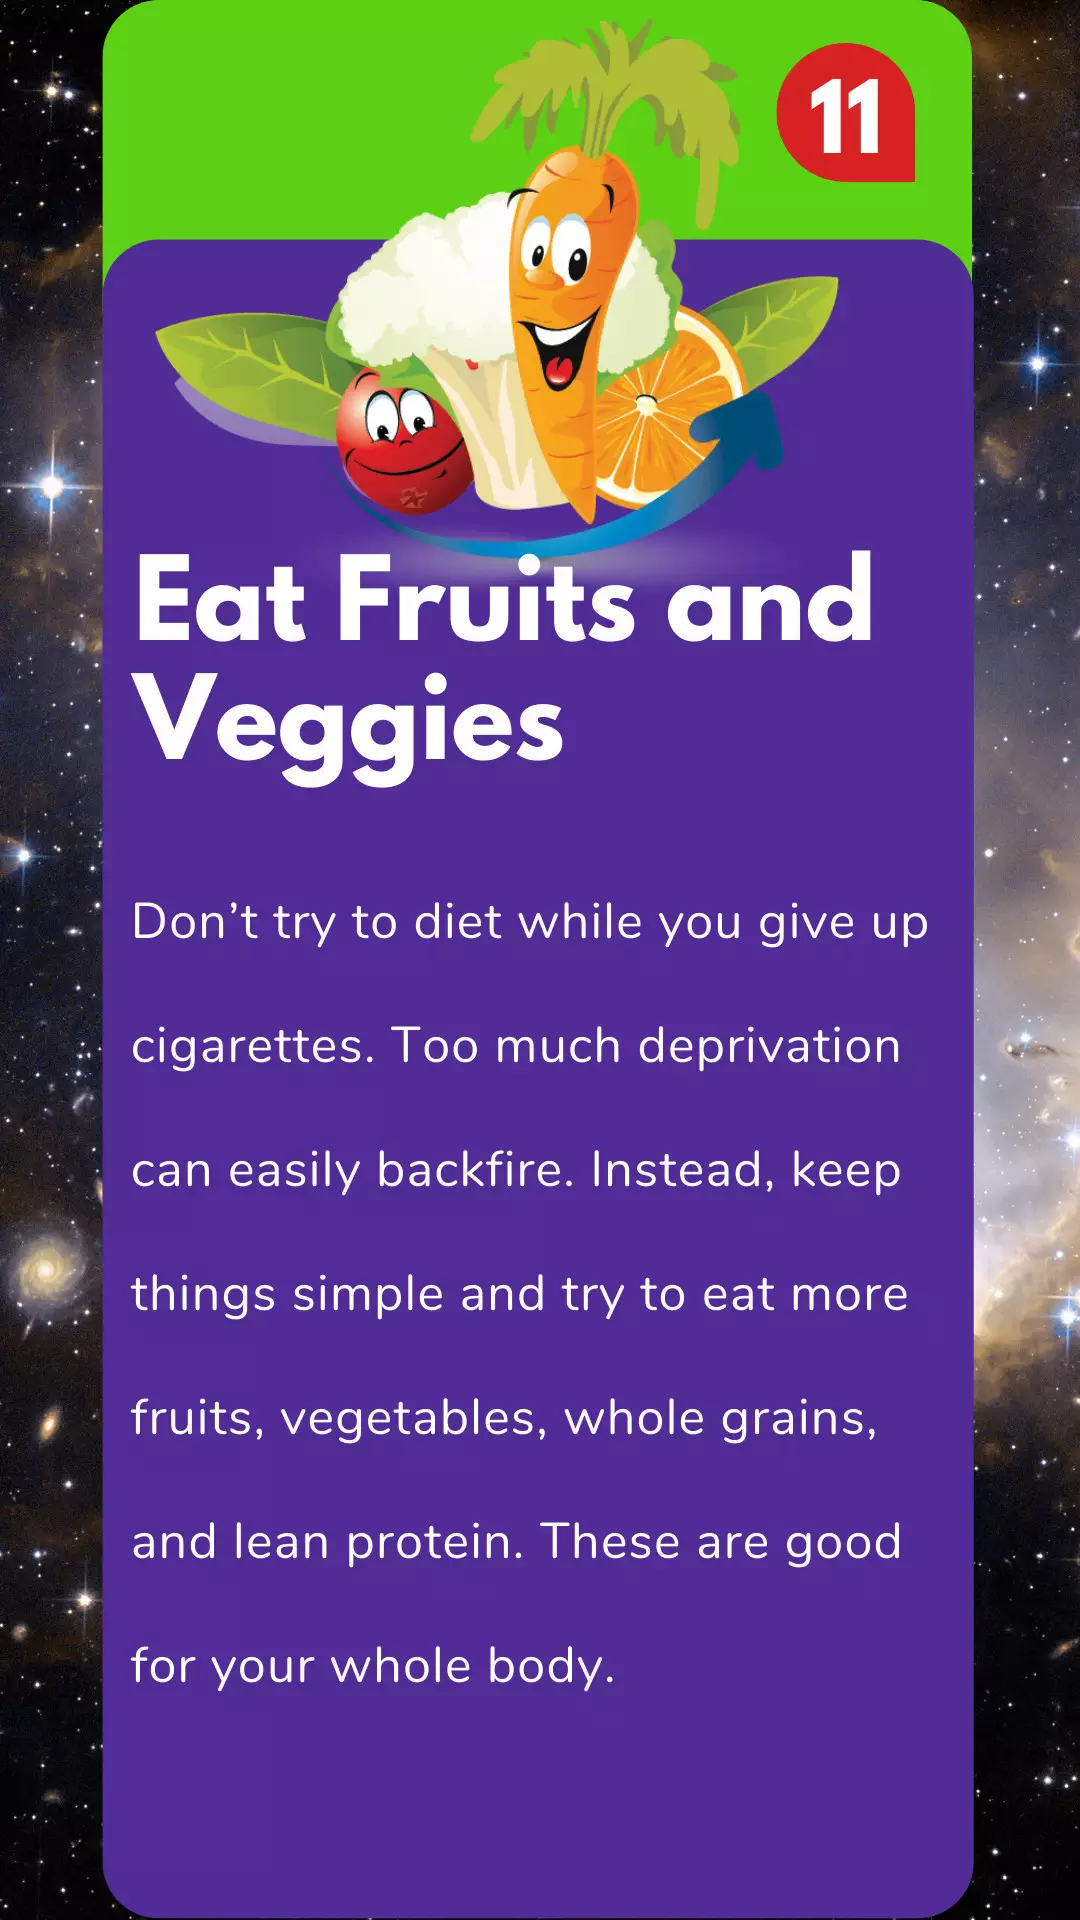 11
Eat Fruits and
Veggies
Don’t try to diet while you give up
cigarettes. Too much deprivation
can easily backfire. Instead, keep
things simple and try to eat more
fruits, vegetables, whole grains,
and lean protein. These are good
for your whole body.